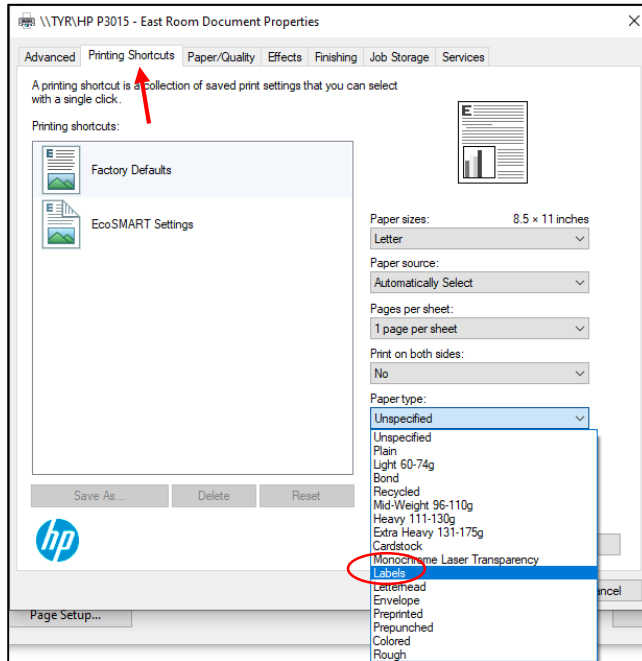 \\TYR\HP P3015 - East Room Document Properties
Advanced Printing Shortcuts Paper/Quality Effects Finishing Job Storage Services
A printing shortcut is a collection of saved print settings that you can select
with a single click.
Printing shortcuts:
E
Factory Defaults
E
EcoSMART Settings
E
Paper sizes: 8.5 × 11 inches
Letter
Paper source:
Automatically Select
Pages per sheet:
1 page per sheet
Print on both sides:
No
Paper type:
Unspecified
Unspecified
Plain
Light 60-74g
Bond
Recycled
Mid-Weight 96-110g
Heavy 111-130g
Extra Heavy 131-175g
Cardstock
Monochrome Laser Transparency
Labels
Letterhead
Envelope
Preprinted
Prepunched
Colored
Rough
Save As... Delete Reset
hp
ancel
Page Setup...